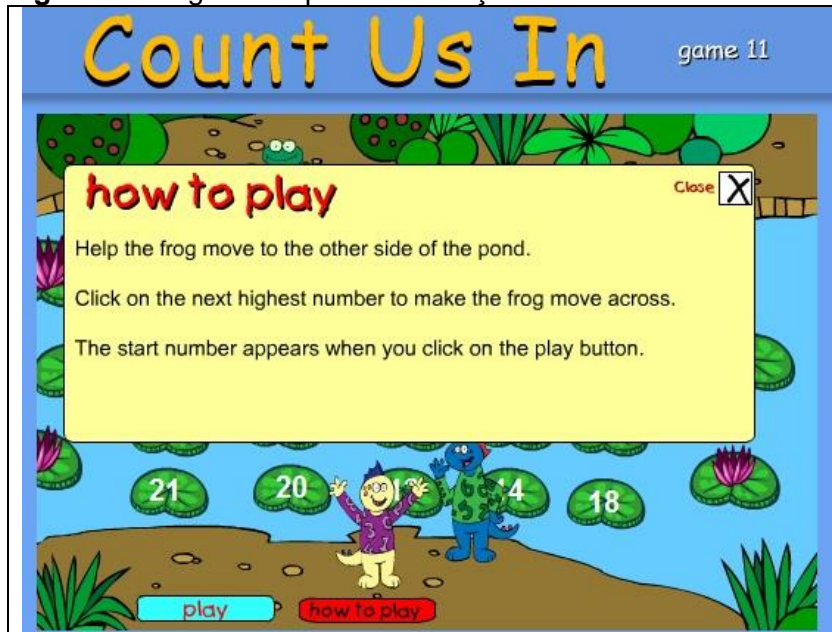 Count Us In
game 11
how to play
Close X
Help the frog move to the other side of the pond.
Click on the next highest number to make the frog move across.
The start number appears when you click on the play button.
21 20 18
play
how to play